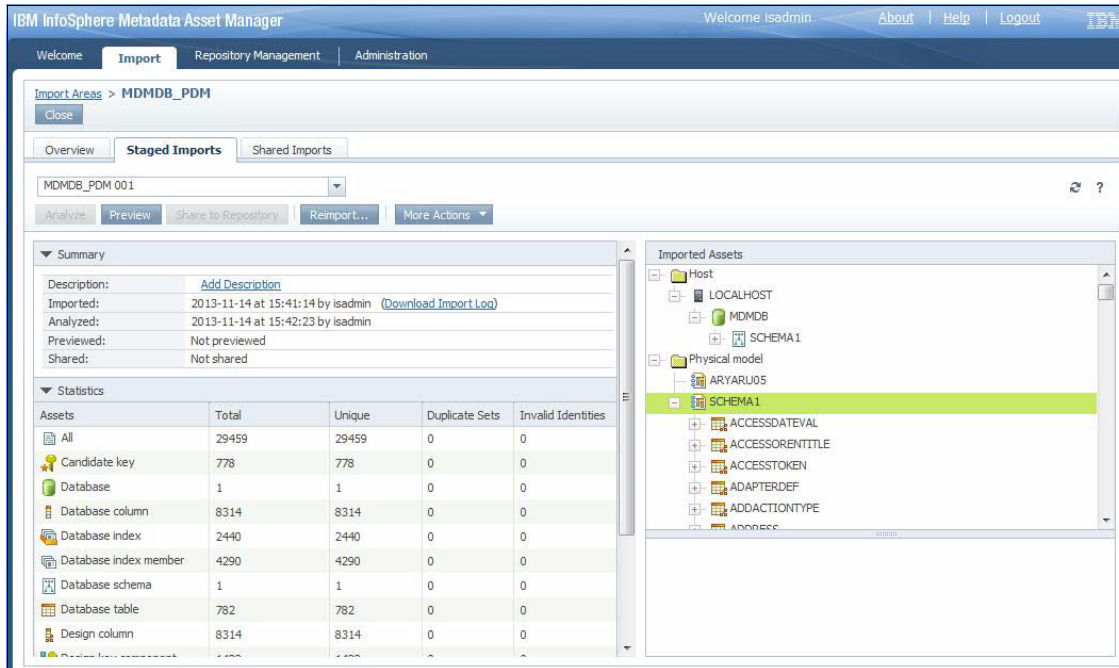 IBM InfoSphere Metadata Asset Manager
Welcome isadmin About Help Logout IBM
Welcome Import Repository Management Administration
Import Areas > MDMDB_PDM
Close
Overview Staged Imports Shared Imports
MDMDB_PDM 001
?
Analyze Preview Share to Repository Reimport... More Actions
Summary
Description: Add Description
Imported: 2013-11-14 at 15:41:14 by isadmin (Download Import Log)
Analyzed: 2013-11-14 at 15:42:23 by isadmin
Previewed: Not previewed
Shared: Not shared
Statistics
Assets Total Unique Duplicate Sets Invalid Identities
All 29459 29459 0 0
Candidate key 778 778 0 0
Database 1 1 0 0
Database column 8314 8314 0 0
Database index 2440 2440 0 0
Database index member 4290 4290 0 0
Database schema 1 1 0 0
Database table 782 782 0 0
Design column 8314 8314 0 0
Design key component
Imported Assets
Host
LOCALHOST
MDMDB
SCHEMA1
Physical model
ARYARU05
SCHEMA1
ACCESSDATEVAL
ACCESSORENTITLE
ACCESSTOKEN
ADAPTERDEF
ADDACTIONTYPE
ADDRESS